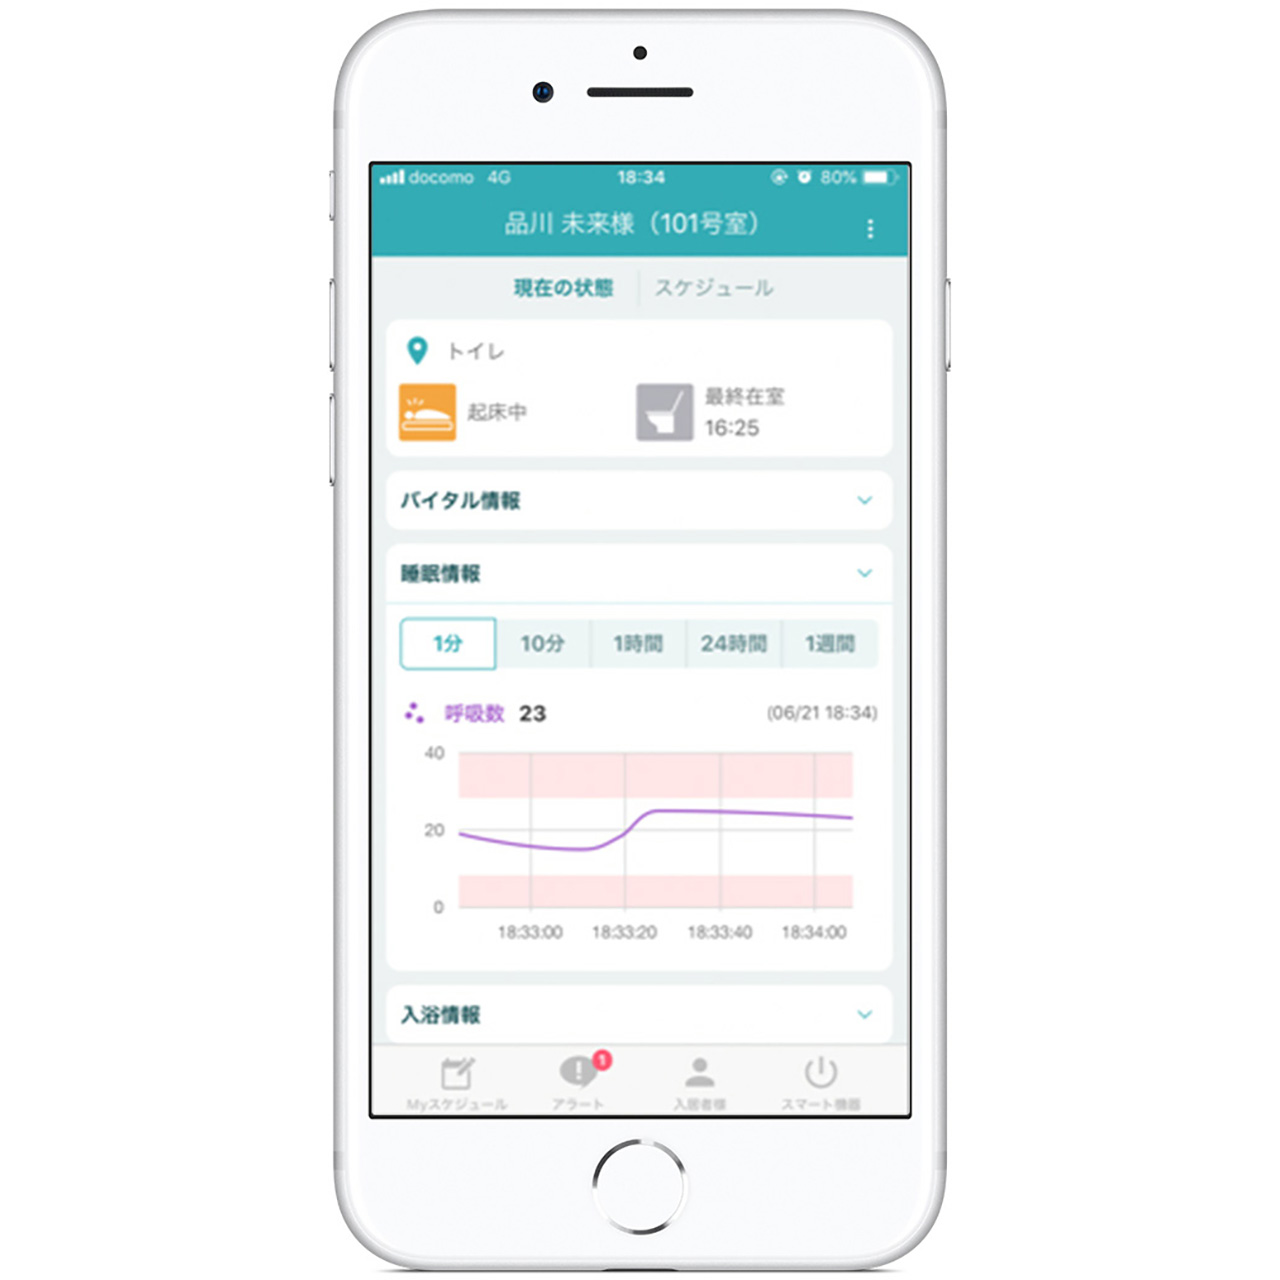 docomo 4G 18:34 80%
品川 未来様（101号室）
現在の状態 スケジュール
トイレ
起床中
最終在室
16:25
バイタル情報
睡眠情報
1分 10分 1時間 24時間 1週間
呼吸数 23 (06/21 18:34)
40
20
0
18:33:00 18:33:20 18:33:40 18:34:00
入浴情報
1
Myスケジュール アラート 入居者様 スマート機器